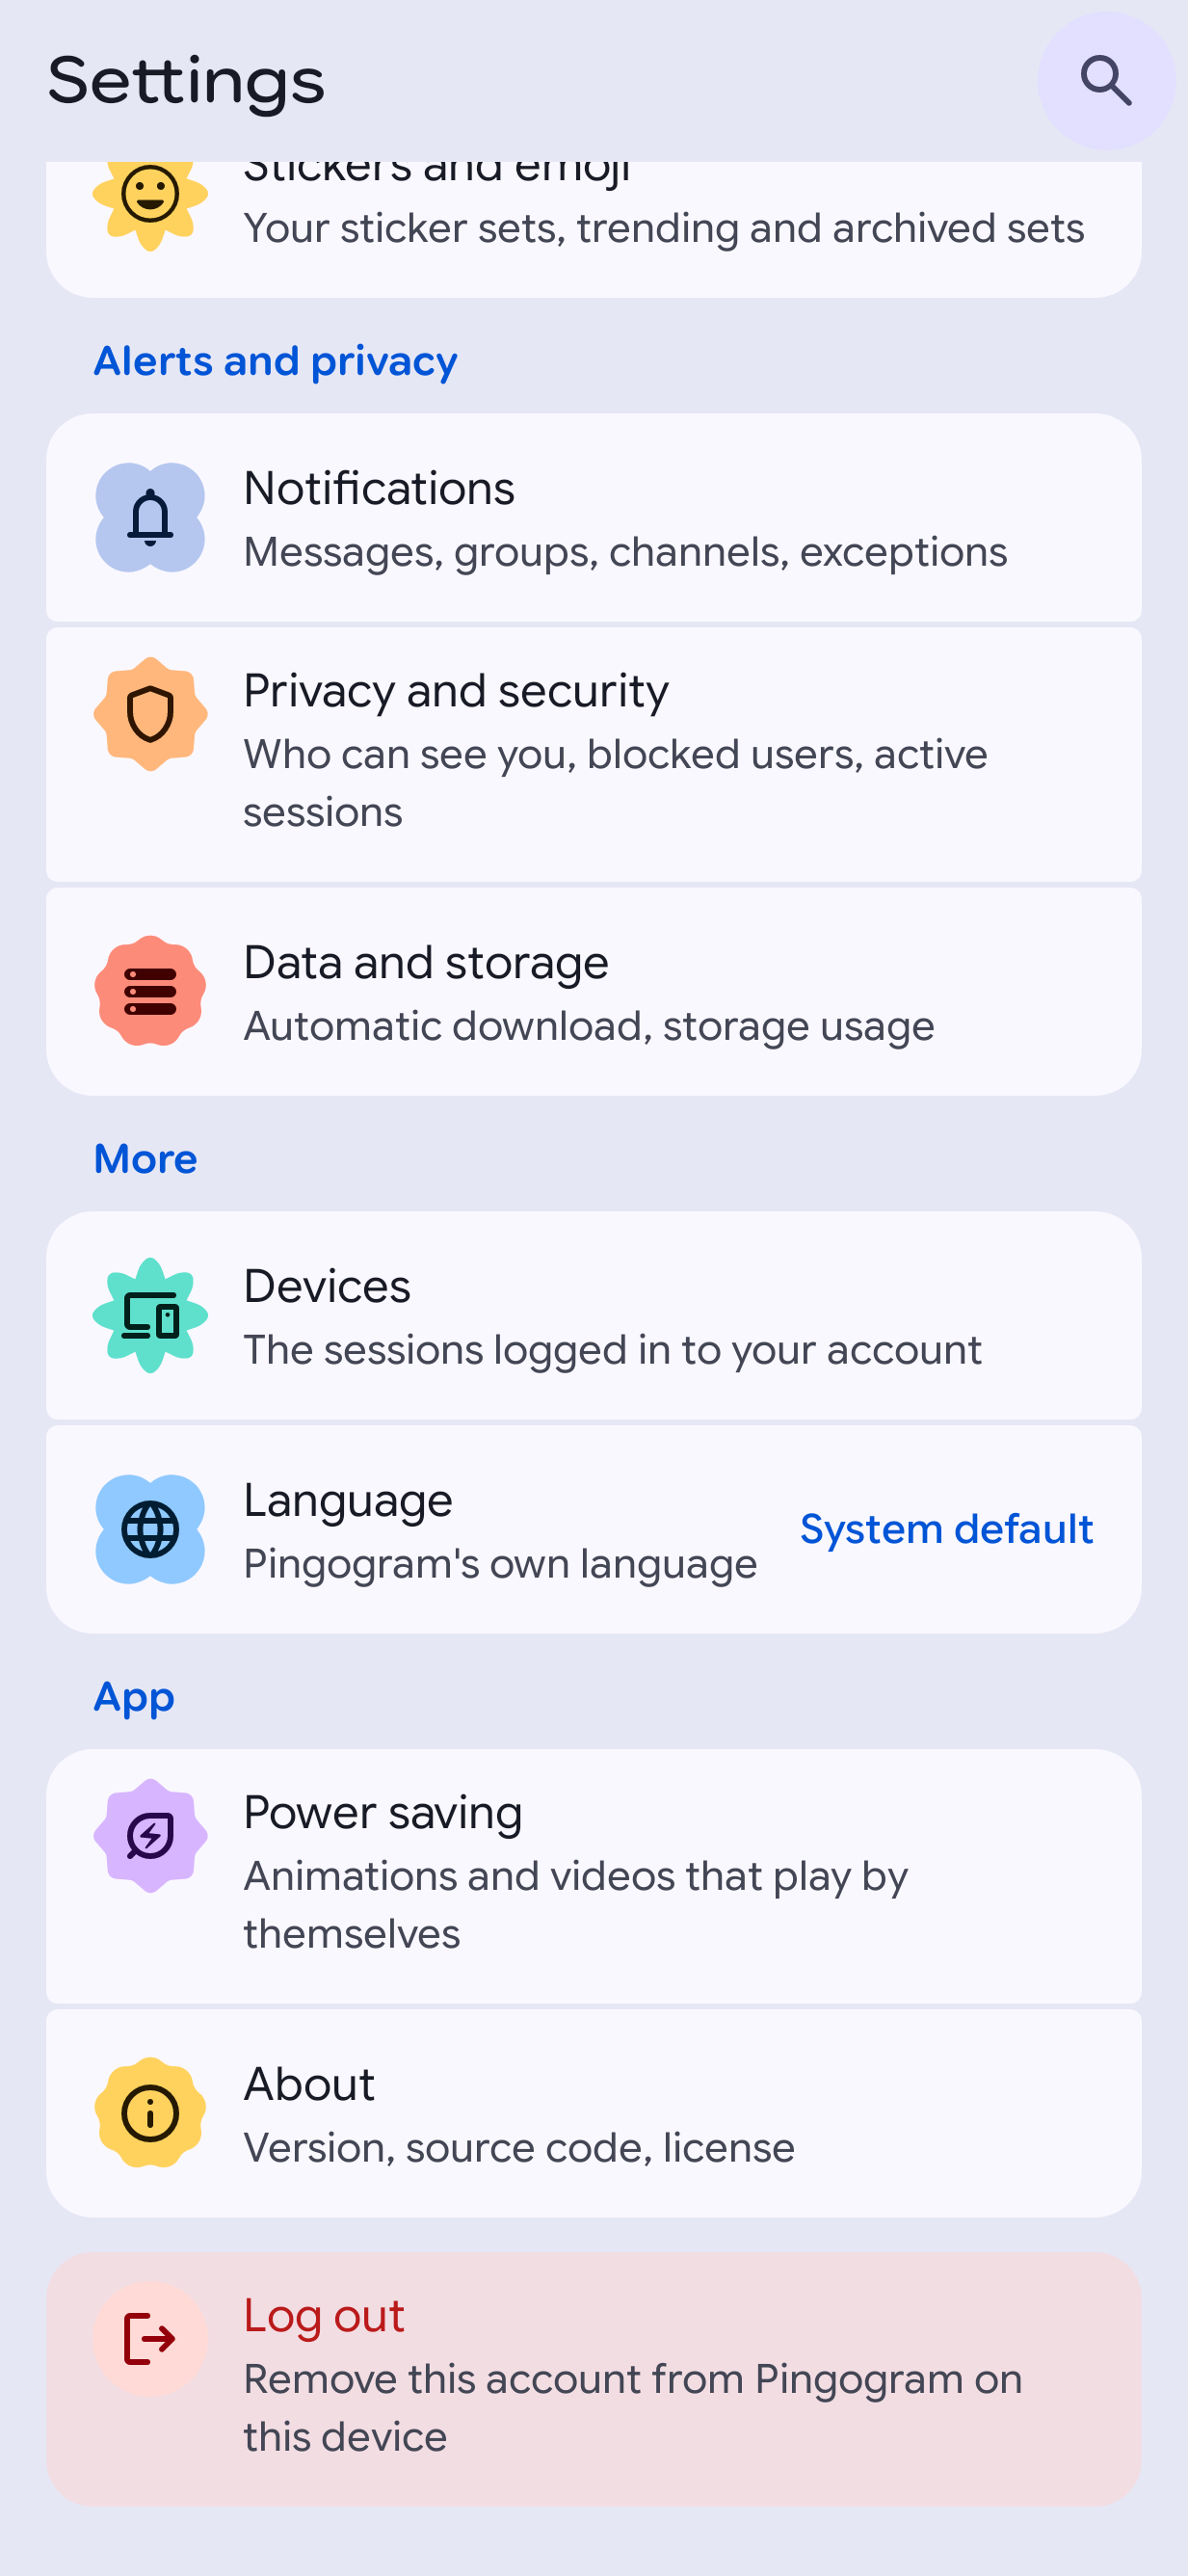 Settings
Stickers and emoji
Your sticker sets, trending and archived sets
Alerts and privacy
Notifications
Messages, groups, channels, exceptions
Privacy and security
Who can see you, blocked users, active
sessions
Data and storage
Automatic download, storage usage
More
Devices
The sessions logged in to your account
Language
Pingogram's own language
System default
App
Power saving
Animations and videos that play by
themselves
About
Version, source code, license
Log out
Remove this account from Pingogram on
this device